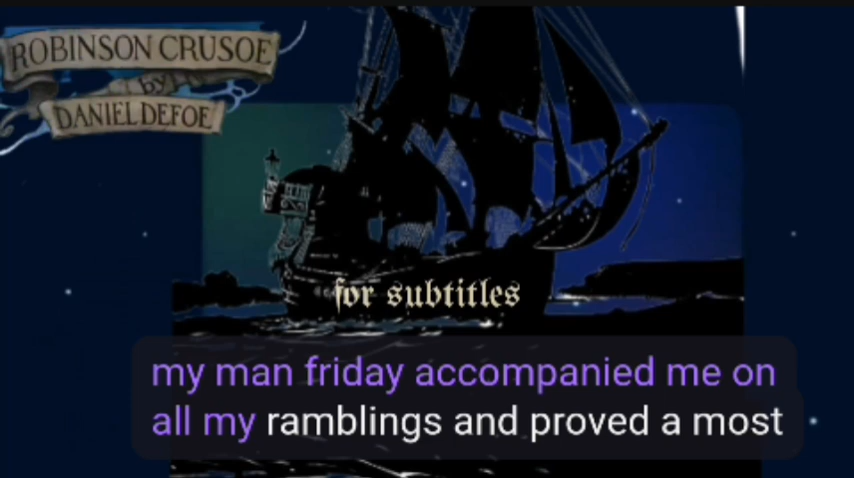 ROBINSON CRUSOE
by
DANIEL DEFOE
for subtitles
my man friday accompanied me on
all my ramblings and proved a most